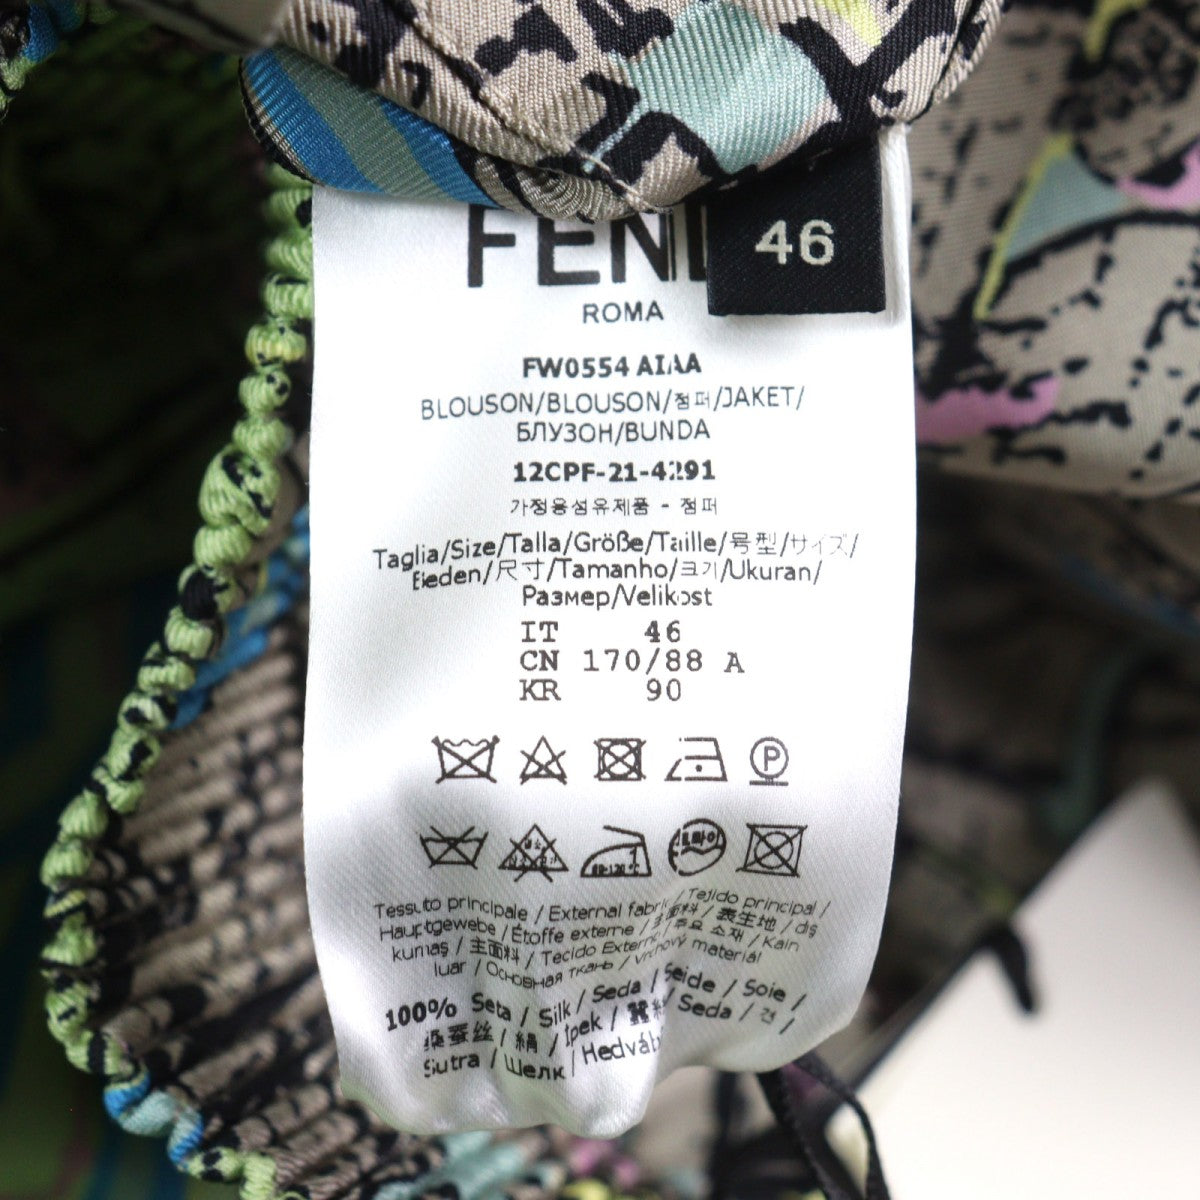 46
ROMA
FW0554 AIAA
BLOUSON/BLOUSON/점퍼/JAKET/
БЛУЗОН/BUNDA
12CPF-21-4291
가정용섬유제품 - 점퍼
Taglia/Size/Talla/Größe/Taille/号型/サイズ/
Beden/尺寸/Tamanho/크기/Ukuran/
Размер/Velikost
IT 46
CN 170/88 A
KR 90
P
Tessuto principale / External fabric / Tejido principal /
Hauptgewebe / Étoffe externe / 主面料 / 表生地 / dış
kumaş / 主面料 / Tecido Externo / 주요 소재 / Kain
luar / Основная ткань / Vrchový materiál
100% Seta / Silk / Seda / Seide / Soie /
桑蚕丝 / 絹 / İpek / Seda / 견 /
Sutra / Шелк / Hedváb